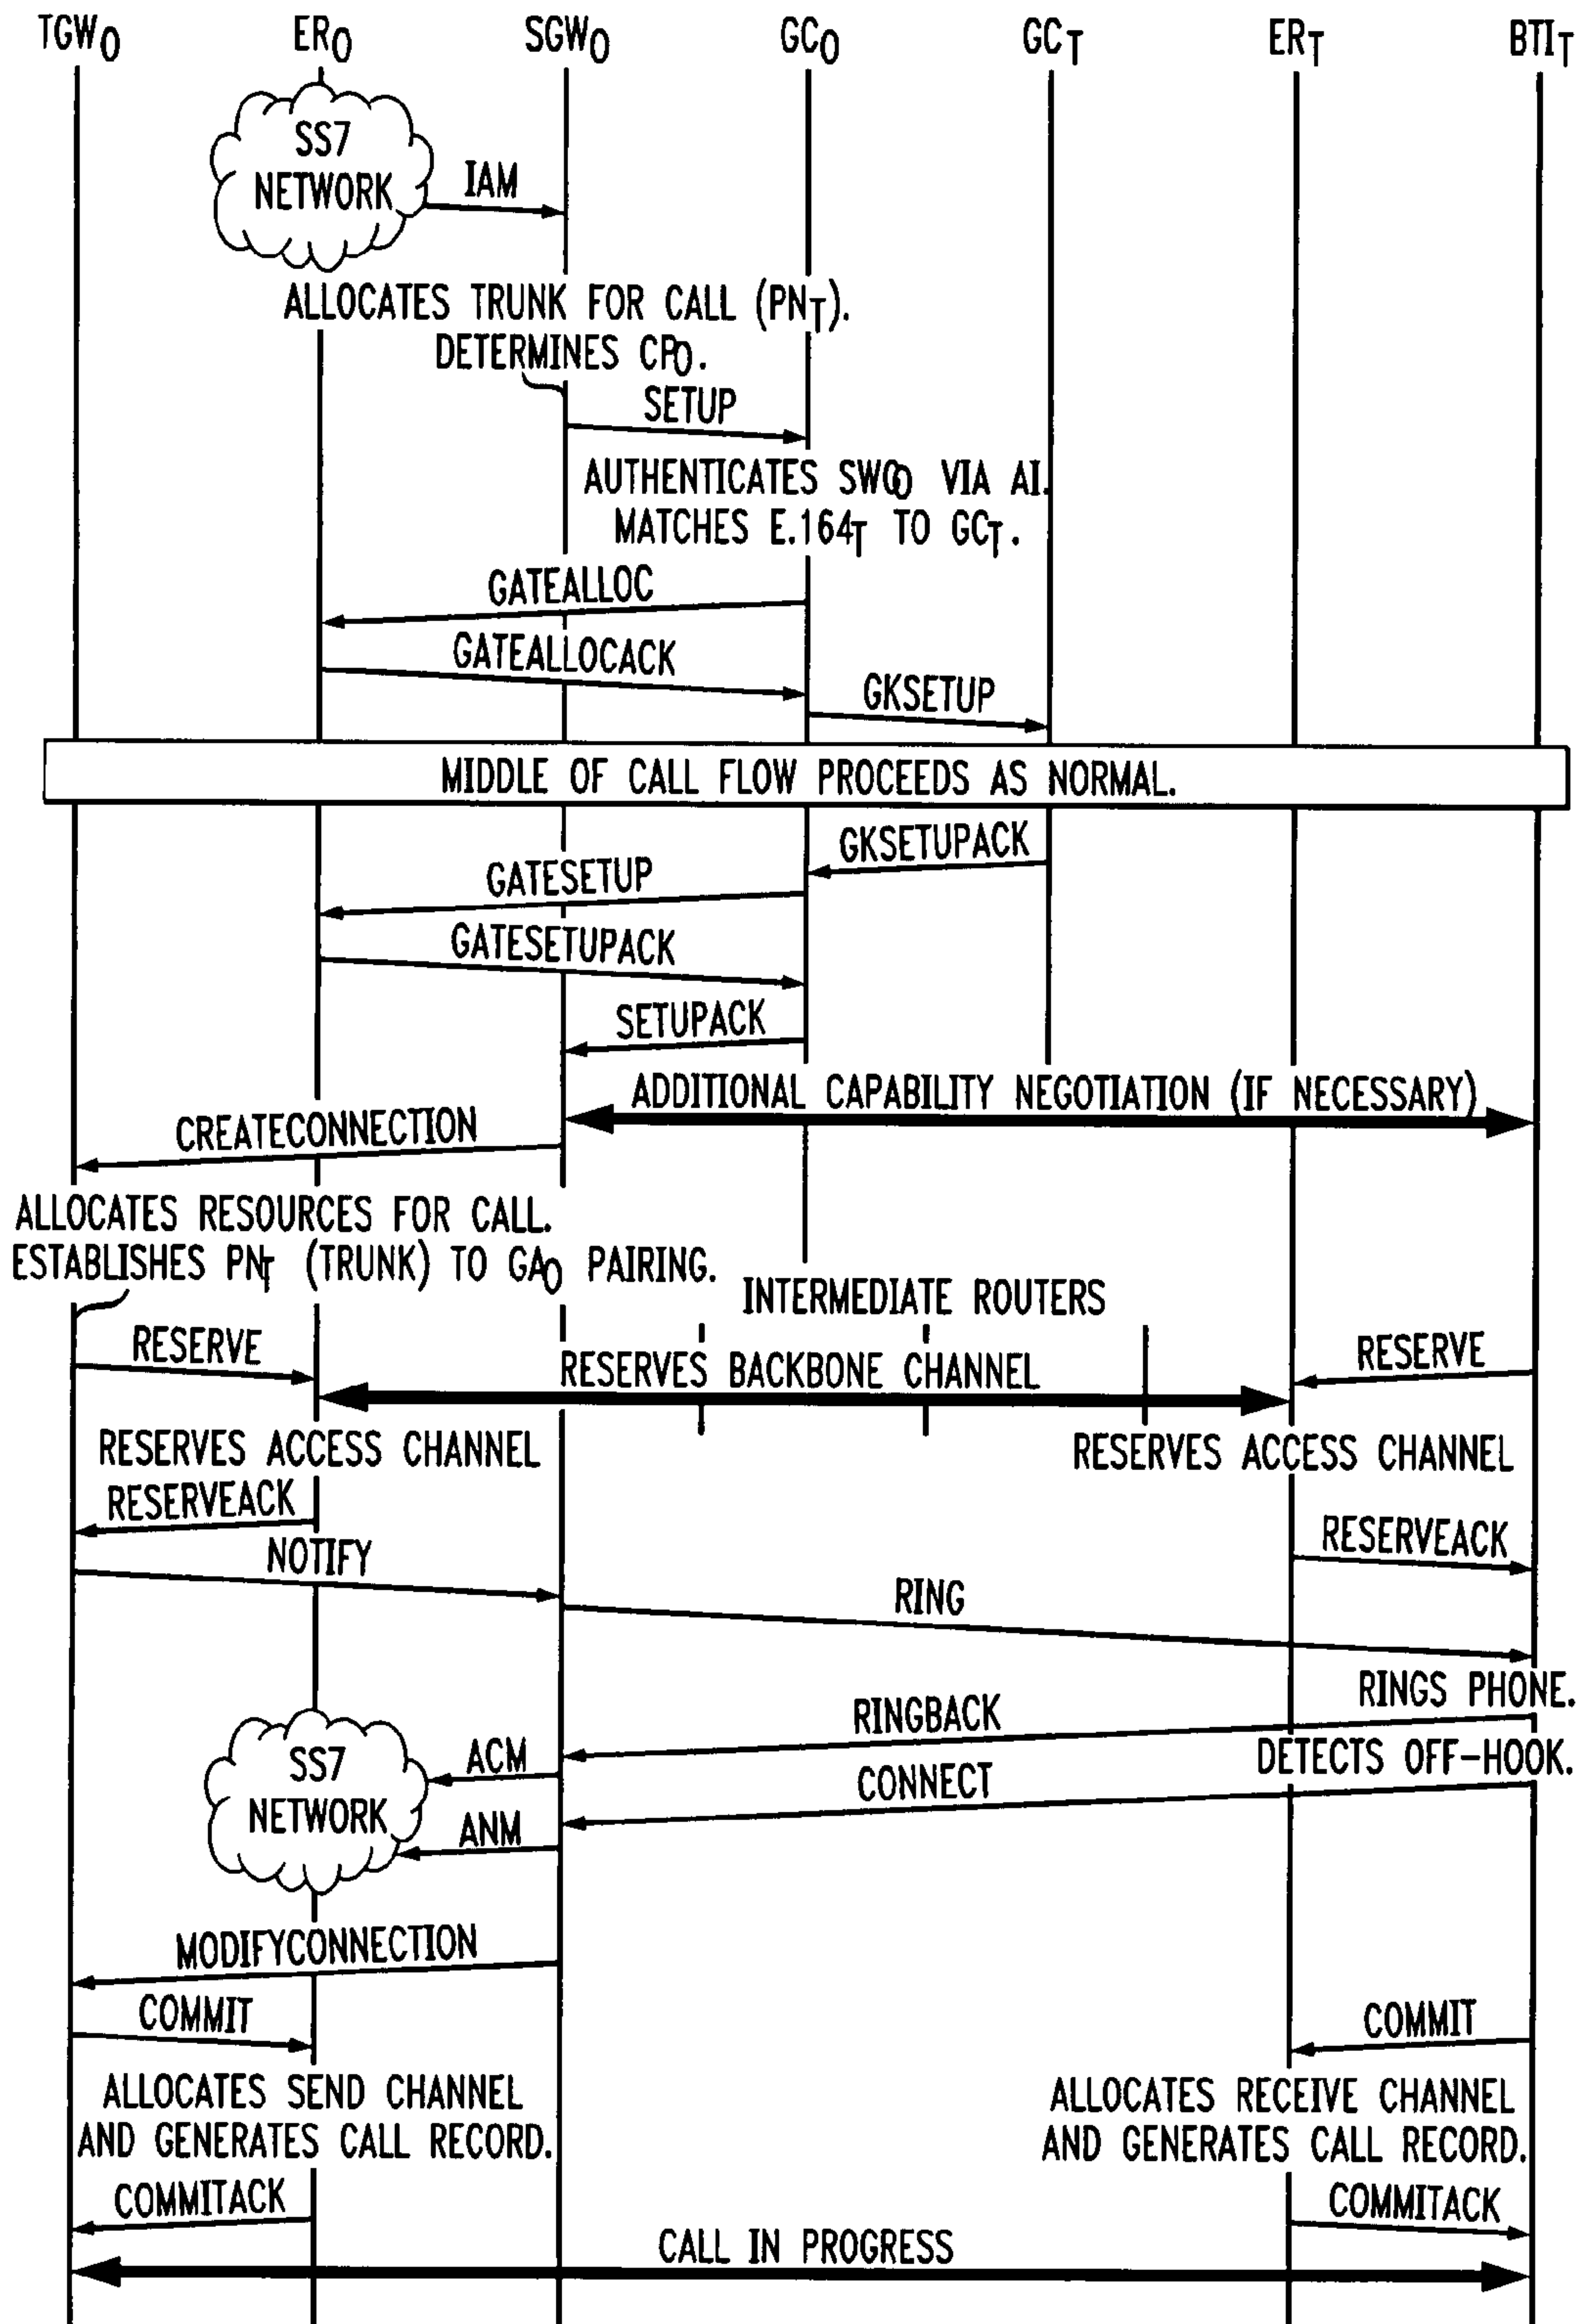 TGWO ERO SGWO GCO GCT ERT BTIT
SS7
NETWORK
IAM
ALLOCATES TRUNK FOR CALL (PNT).
DETERMINES CPO.
SETUP
AUTHENTICATES SWGO VIA AI.
MATCHES E.164T TO GCT.
GATEALLOC
GATEALLOCACK
GKSETUP
MIDDLE OF CALL FLOW PROCEEDS AS NORMAL.
GKSETUPACK
GATESETUP
GATESETUPACK
SETUPACK
ADDITIONAL CAPABILITY NEGOTIATION (IF NECESSARY)
CREATECONNECTION
ALLOCATES RESOURCES FOR CALL.
ESTABLISHES PNT (TRUNK) TO GAO PAIRING.
INTERMEDIATE ROUTERS
RESERVE
RESERVES BACKBONE CHANNEL
RESERVE
RESERVES ACCESS CHANNEL
RESERVES ACCESS CHANNEL
RESERVEACK
RESERVEACK
NOTIFY
RING
RINGS PHONE.
RINGBACK
SS7
NETWORK
ACM
DETECTS OFF-HOOK.
CONNECT
ANM
MODIFYCONNECTION
COMMIT
COMMIT
ALLOCATES SEND CHANNEL
AND GENERATES CALL RECORD.
ALLOCATES RECEIVE CHANNEL
AND GENERATES CALL RECORD.
COMMITACK
COMMITACK
CALL IN PROGRESS